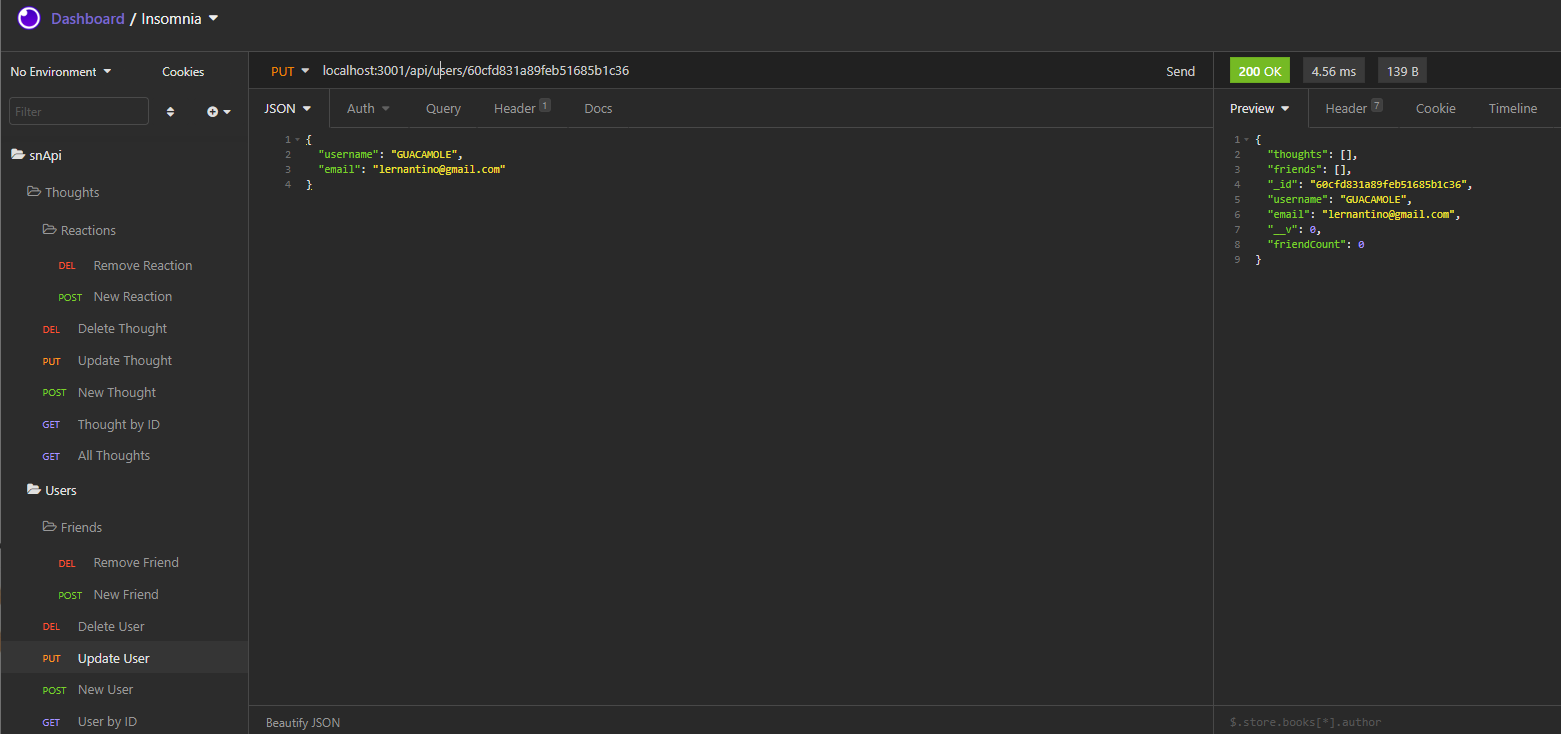 Dashboard / Insomnia
No Environment Cookies
Filter
snApi
Thoughts
Reactions
DEL Remove Reaction
POST New Reaction
DEL Delete Thought
PUT Update Thought
POST New Thought
GET Thought by ID
GET All Thoughts
Users
Friends
DEL Remove Friend
POST New Friend
DEL Delete User
PUT Update User
POST New User
GET User by ID
PUT localhost:3001/api/users/60cfd831a89feb51685b1c36 Send
JSON Auth Query Header 1 Docs
1 {
2 "username": "GUACAMOLE",
3 "email": "lernantino@gmail.com"
4 }
Beautify JSON
200 OK 4.56 ms 139 B
Preview Header 7 Cookie Timeline
1 {
2 "thoughts": [],
3 "friends": [],
4 "_id": "60cfd831a89feb51685b1c36",
5 "username": "GUACAMOLE",
6 "email": "lernantino@gmail.com",
7 "__v": 0,
8 "friendCount": 0
9 }
$.store.books[*].author